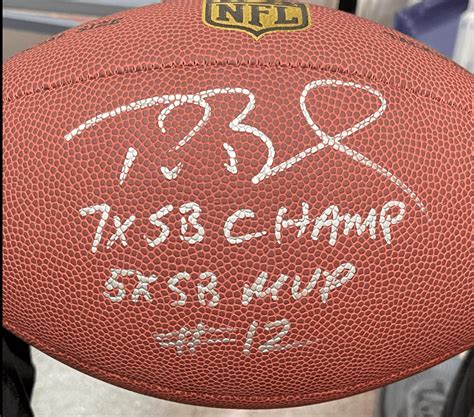 NFL
7X SB CHAMP
5X SB MVP
#12